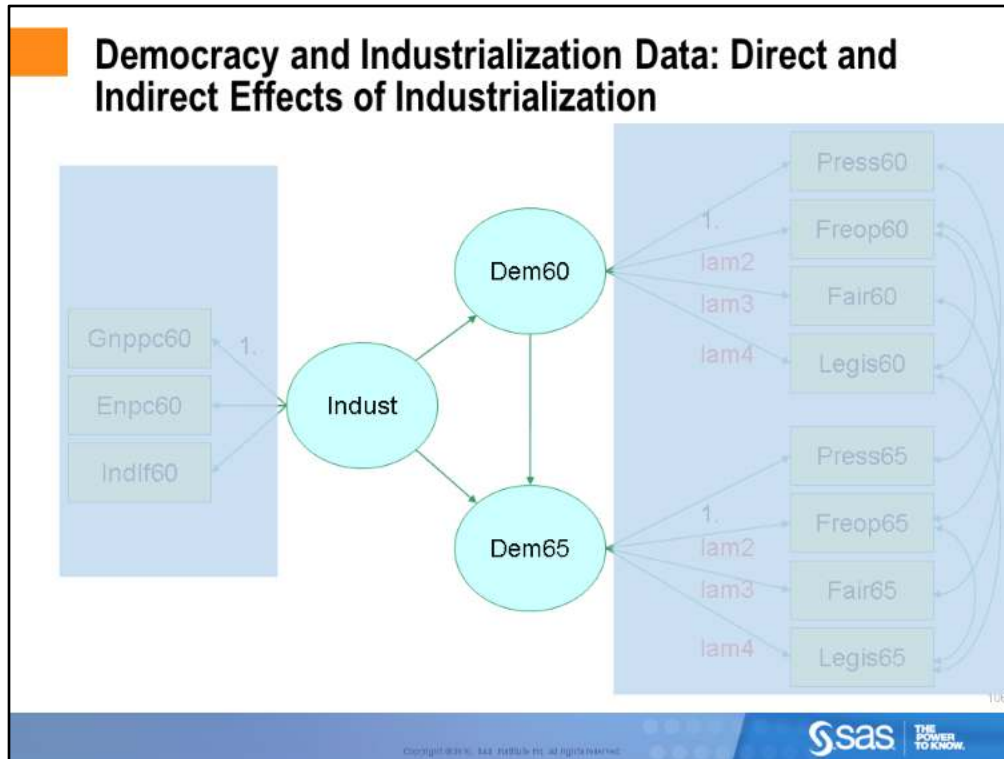 Democracy and Industrialization Data: Direct and
Indirect Effects of Industrialization
Press60
1.
Freop60
Dem60
lam2
Fair60
lam3
Gnppc60
1.
lam4
Legis60
Enpc60
Indust
Indlf60
Press65
1.
Freop65
Dem65
lam2
Fair65
lam3
lam4
Legis65
sas
THE
POWER
TO KNOW.